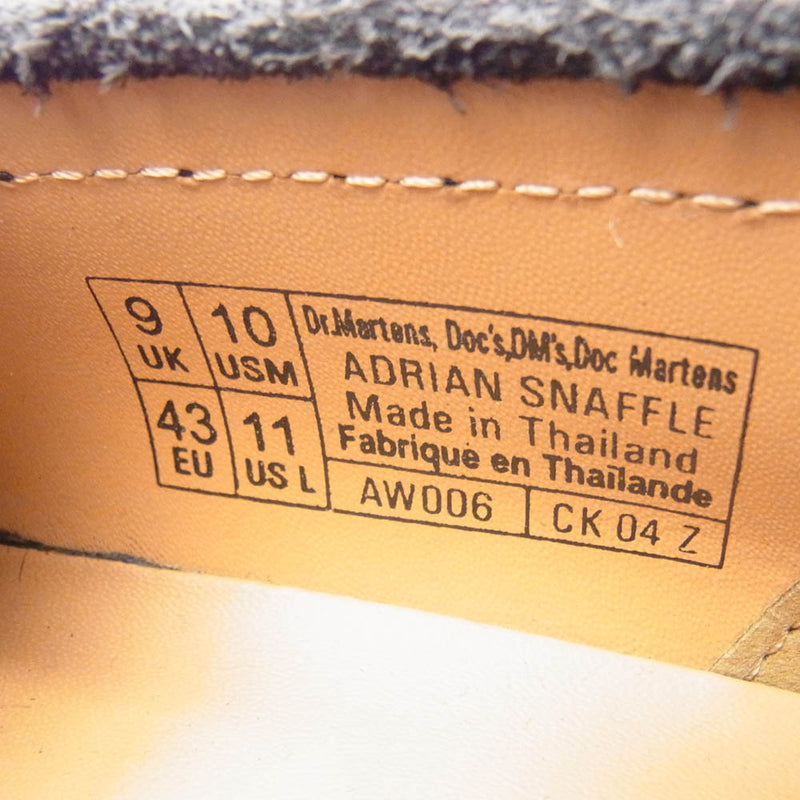 9 UK
10 USM
43 EU
11 US L
Dr.Martens, Doc's,DM's,Doc Martens
ADRIAN SNAFFLE
Made in Thailand
Fabrique en Thaïlande
AW006
CK 04 Z